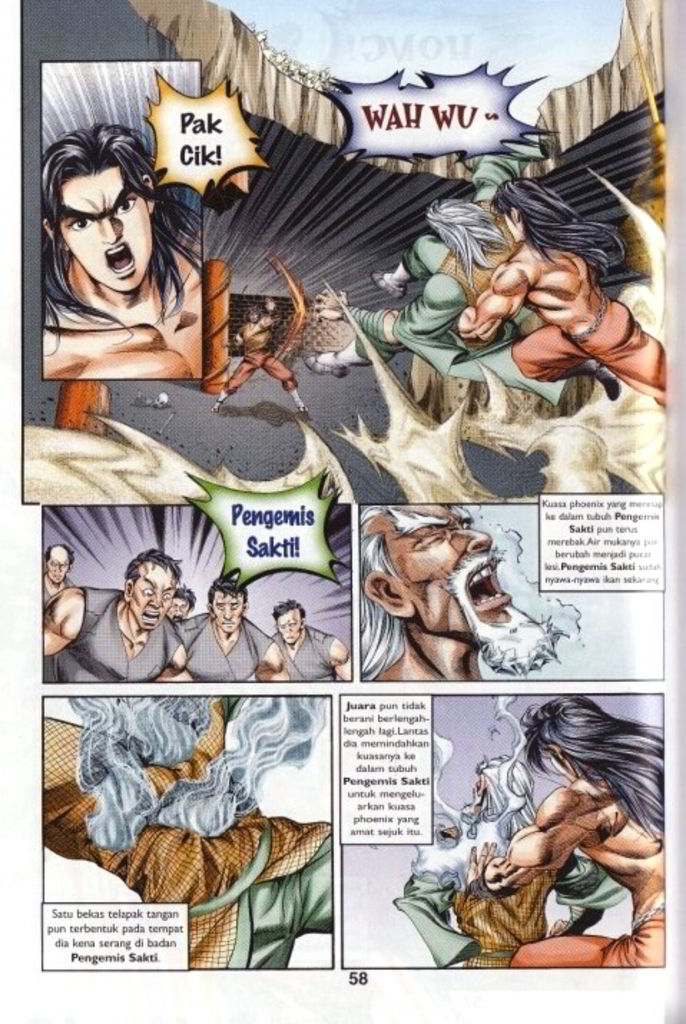 Pak
Cik!
WAH WU ~
Pengemis
Sakti!
Kuasa phoenix yang
ke dalam tubuh Pengemis
Sakti pun terus
merebak.Air mukanya pun
berubah menjadi pucat
lesi.Pengemis Sakti sudah
nyawa-nyawa ikan sekarang
Satu bekas telapak tangan
pun terbentuk pada tempat
dia kena serang di badan
Pengemis Sakti.
Juara pun tidak
berani berlengah-
lengah lagi.Lantas
dia memindahkan
kuasanya ke
dalam tubuh
Pengemis Sakti
untuk mengelu-
arkan kuasa
phoenix yang
amat sejuk itu.
58